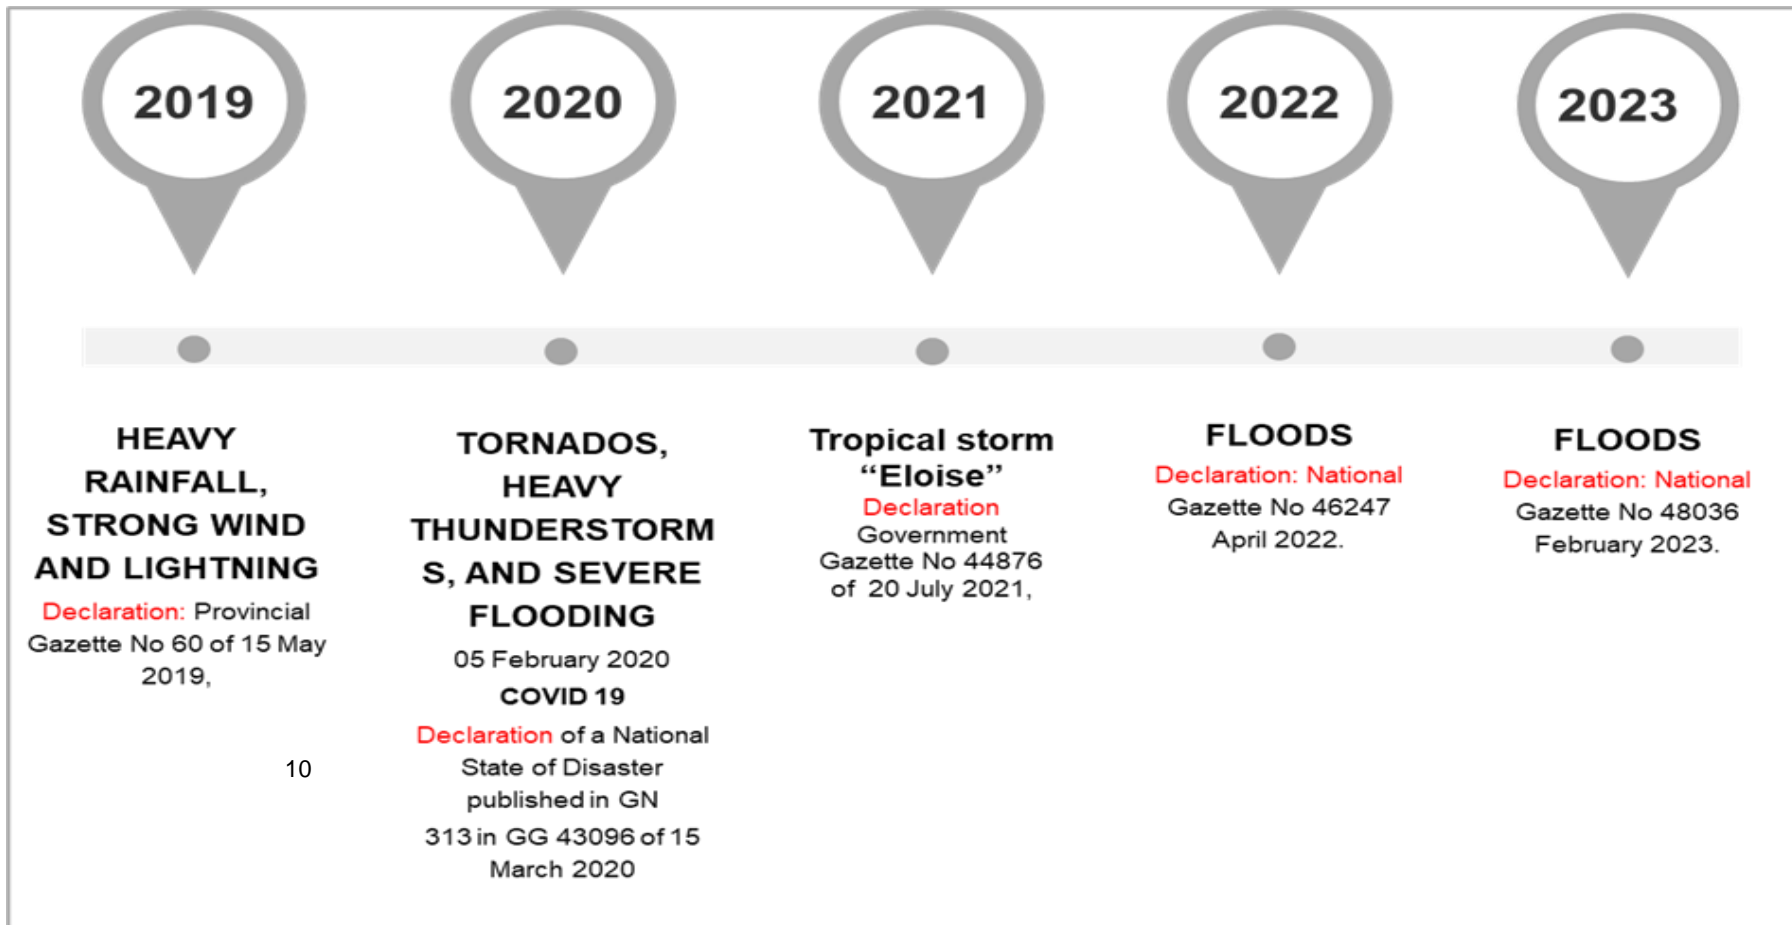 2019
2020
2021
2022
2023
HEAVY
RAINFALL,
STRONG WIND
AND LIGHTNING
Declaration: Provincial
Gazette No 60 of 15 May
2019,
TORNADOS,
HEAVY
THUNDERSTORM
S, AND SEVERE
FLOODING
05 February 2020
COVID 19
Declaration of a National
State of Disaster
published in GN
313 in GG 43096 of 15
March 2020
Tropical storm
“Eloise”
Declaration
Government
Gazette No 44876
of 20 July 2021,
FLOODS
Declaration: National
Gazette No 46247
April 2022.
FLOODS
Declaration: National
Gazette No 48036
February 2023.
10